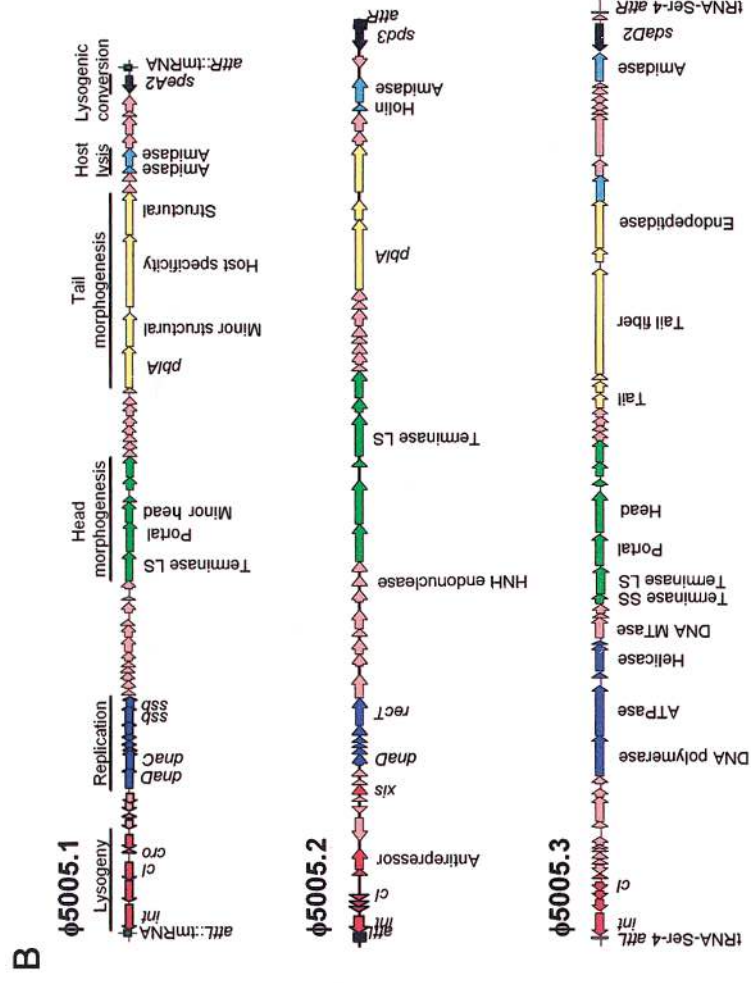 B
ϕ5005.1
Lysogeny
Replication
Head morphogenesis
Tail morphogenesis
Host lysis
Lysogenic conversion
attL::tmRNA
int
cI
cro
dnaD
dnaC
ssb
ssb
Terminase LS
Portal
Minor head
pblA
Minor structural
Host specificity
Structural
Amidase
Amidase
speA2
attR::tmRNA
ϕ5005.2
attL
int
cI
Antirepressor
xis
dnaD
recT
HNH endonuclease
Terminase LS
pblA
Holin
Amidase
spd3
attR
ϕ5005.3
tRNA-Ser-4 attL
int
cI
DNA polymerase
ATPase
Helicase
DNA MTase
Terminase SS
Terminase LS
Portal
Head
Tail
Tail fiber
Endopeptidase
Amidase
sdaD2
tRNA-Ser-4 attR